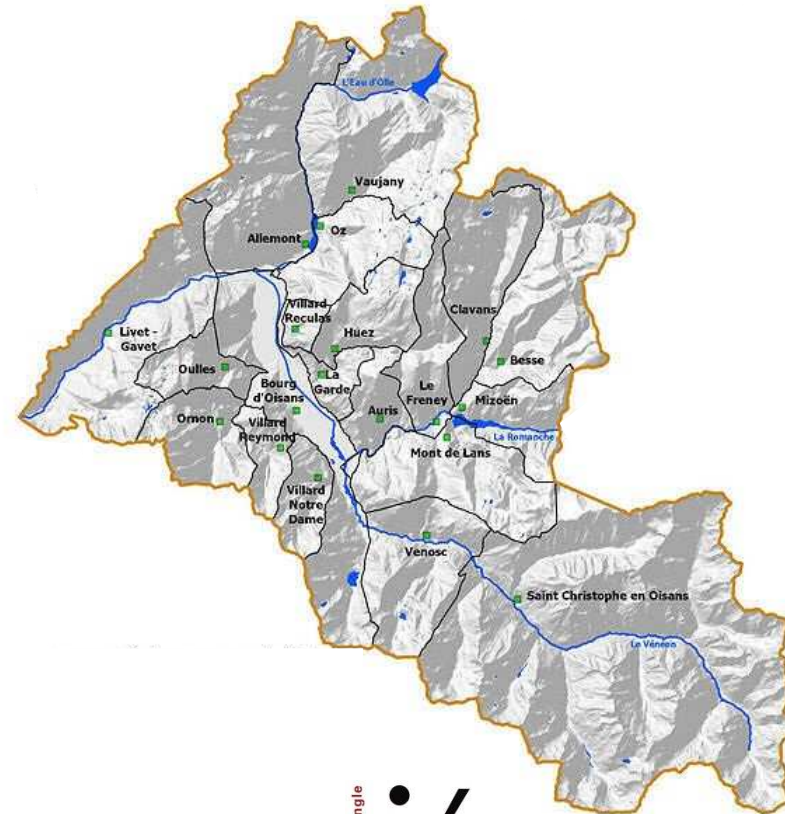 L'Eau d'Olle
Vaujany
Oz
Allemont
Villard
Reculas
Clavans
Livet -
Gavet
Huez
Besse
Oulles
La
Garde
Le
Freney
Bourg
d'Oisans
Mizoën
Auris
Ornon
Villard
Reymond
La Romanche
Mont de Lans
Villard
Notre
Dame
Venosc
Saint Christophe en Oisans
Le Vénéon
ngle